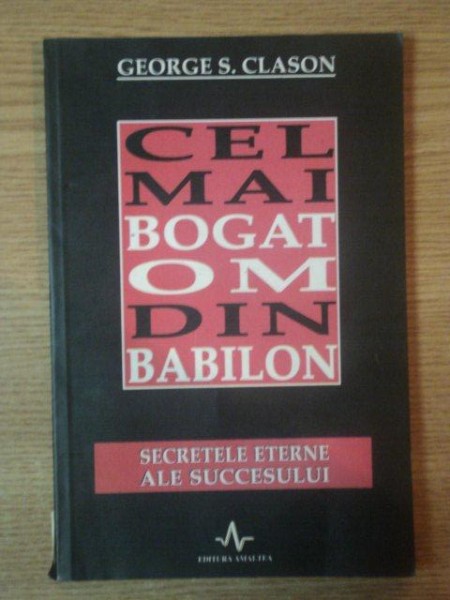 GEORGE S. CLASON
CEL
MAI
BOGAT
OM
DIN
BABILON
SECRETELE ETERNE
ALE SUCCESULUI
EDITURA AMALTEA